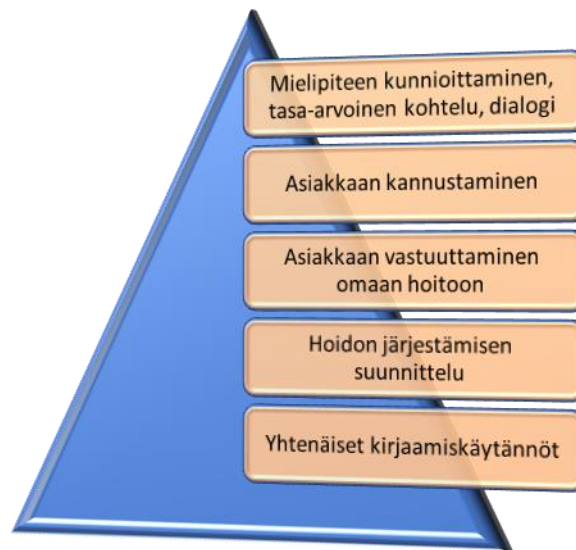 Mielipiteen kunnioittaminen,
tasa-arvoinen kohtelu, dialogi
Asiakkaan kannustaminen
Asiakkaan vastuuttaminen
omaan hoitoon
Hoidon järjestämisen
suunnittelu
Yhtenäiset kirjaamiskäytännöt